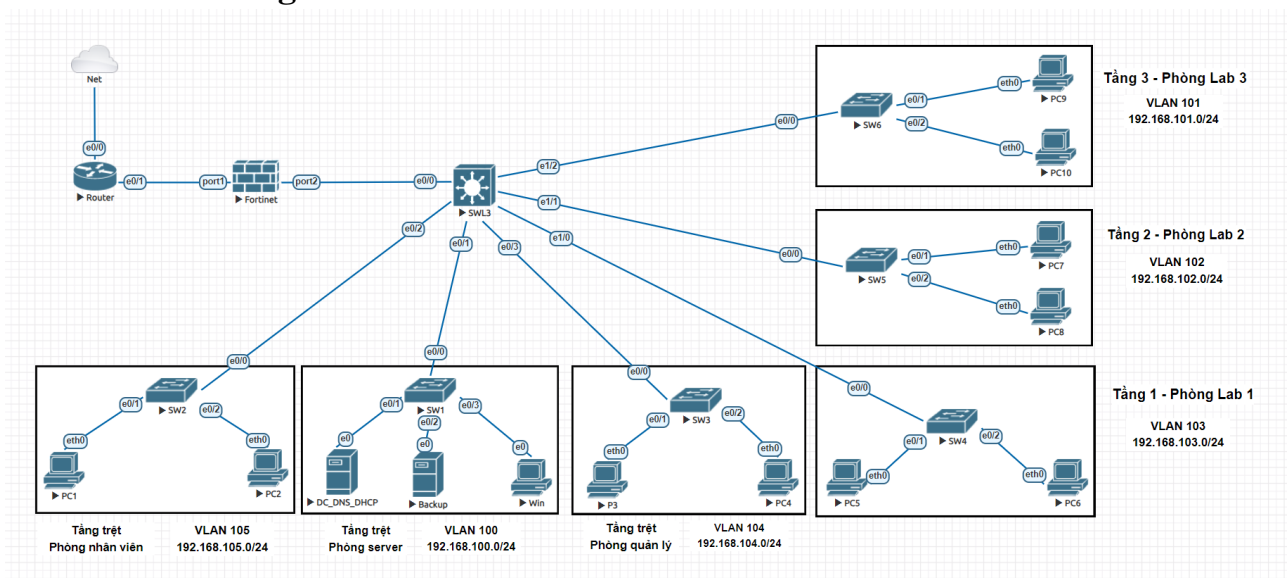 g
Net
e0/0
Router
e0/1
port1
Fortinet
port2
e0/0
SWL3
e1/2
e1/1
e1/0
e0/3
e0/1
e0/2
e0/0
SW6
e0/1
e0/2
eth0
PC9
eth0
PC10
Tầng 3 - Phòng Lab 3
VLAN 101
192.168.101.0/24
e0/0
SW5
e0/1
e0/2
eth0
PC7
eth0
PC8
Tầng 2 - Phòng Lab 2
VLAN 102
192.168.102.0/24
e0/0
SW2
e0/1
e0/2
eth0
eth0
PC1
PC2
Tầng trệt
Phòng nhân viên
VLAN 105
192.168.105.0/24
e0/0
SW1
e0/1
e0/2
e0/3
e0
e0
e0
DC_DNS_DHCP
Backup
Win
Tầng trệt
Phòng server
VLAN 100
192.168.100.0/24
e0/0
SW3
e0/1
e0/2
eth0
eth0
P3
PC4
Tầng trệt
Phòng quản lý
VLAN 104
192.168.104.0/24
e0/0
SW4
e0/1
e0/2
eth0
eth0
PC5
PC6
Tầng 1 - Phòng Lab 1
VLAN 103
192.168.103.0/24